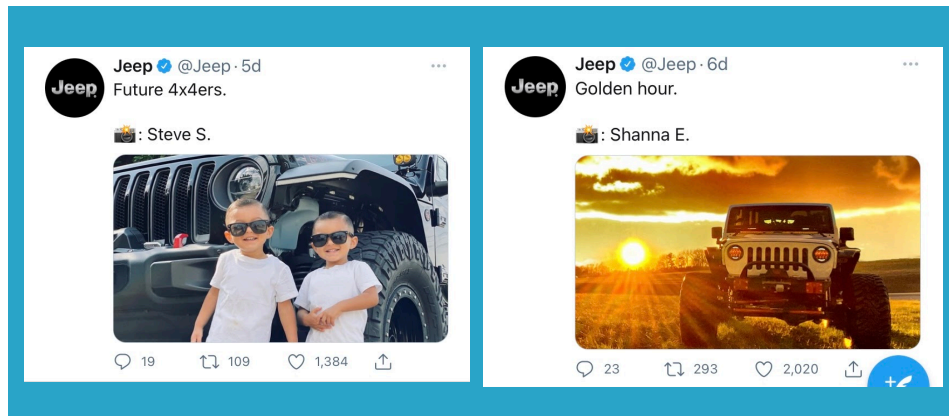 Jeep @Jeep · 5d
Jeep
Future 4x4ers.
📸: Steve S.
19 109 1,384
Jeep @Jeep · 6d
Jeep
Golden hour.
📸: Shanna E.
23 293 2,020